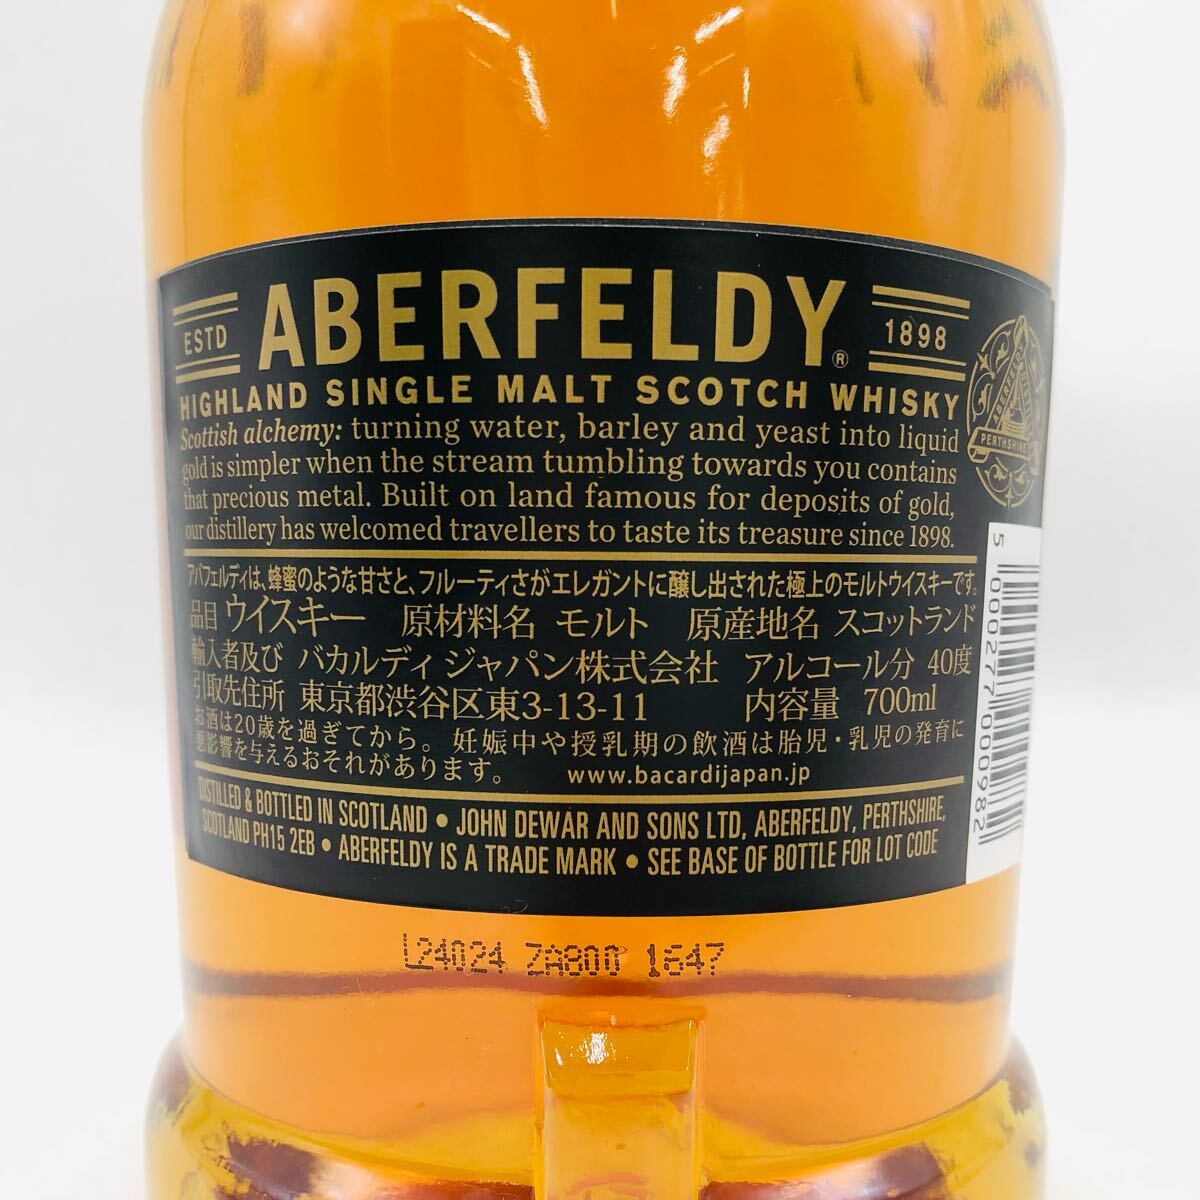 ESTD ABERFELDY® 1898
HIGHLAND SINGLE MALT SCOTCH WHISKY
Scottish alchemy: turning water, barley and yeast into liquid
gold is simpler when the stream tumbling towards you contains
that precious metal. Built on land famous for deposits of gold,
our distillery has welcomed travellers to taste its treasure since 1898.
ABERFELDY
PERTHSHIRE
アバフェルディは、蜂蜜のような甘さと、フルーティさがエレガントに醸し出された極上のモルトウイスキーです。
品目 ウイスキー 原材料名 モルト 原産地名 スコットランド
輸入者及び バカルディ ジャパン株式会社 アルコール分 40度
引取先住所 東京都渋谷区東3-13-11 内容量 700ml
お酒は20歳を過ぎてから。妊娠中や授乳期の飲酒は胎児・乳児の発育に
悪影響を与えるおそれがあります。 www.bacardijapan.jp
DISTILLED & BOTTLED IN SCOTLAND • JOHN DEWAR AND SONS LTD, ABERFELDY, PERTHSHIRE,
SCOTLAND PH15 2EB • ABERFELDY IS A TRADE MARK • SEE BASE OF BOTTLE FOR LOT CODE
5 000277 000982
L24024 ZA800 1647